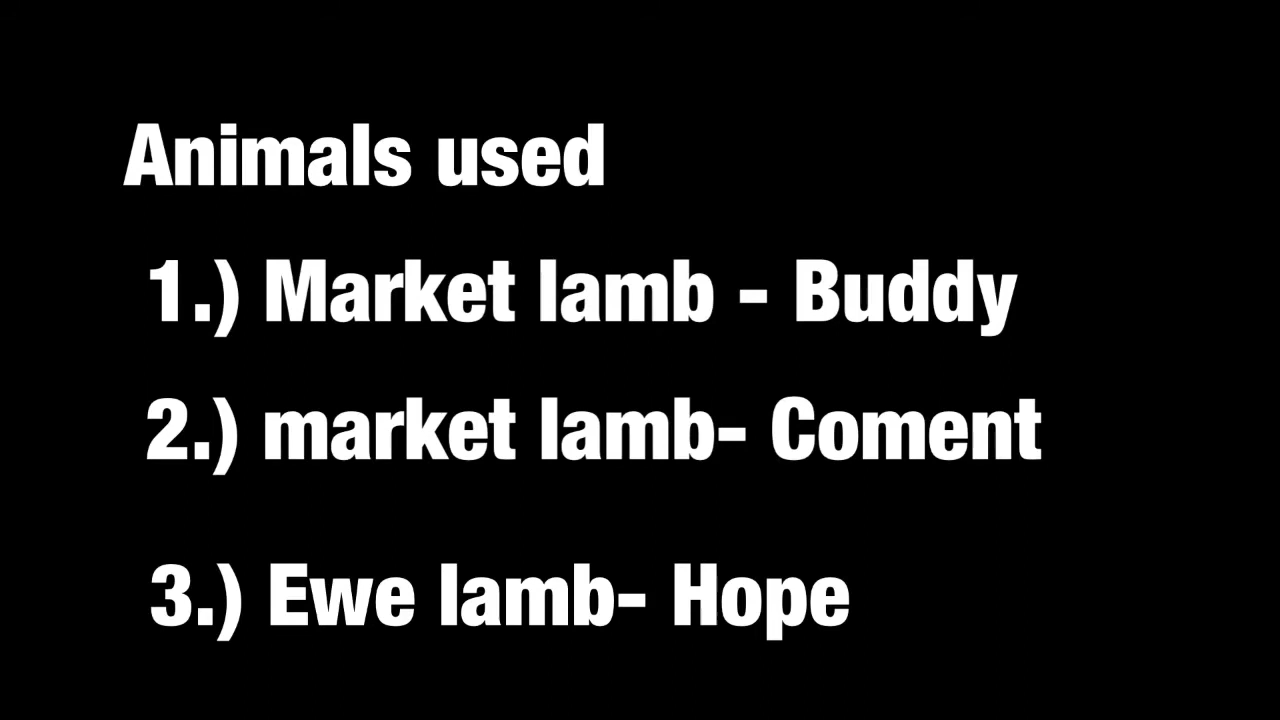 Animals used
1.) Market lamb - Buddy
2.) market lamb- Coment
3.) Ewe lamb- Hope